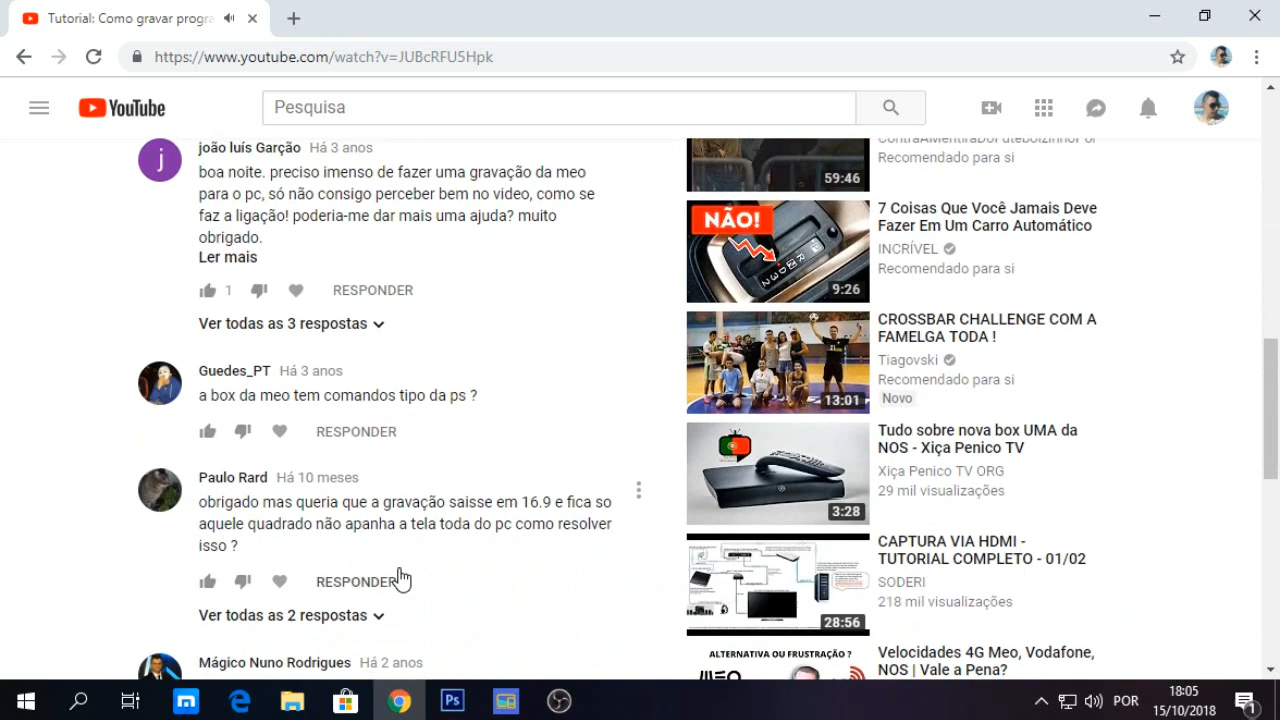 Tutorial: Como gravar progra
https://www.youtube.com/watch?v=JUBcRFU5Hpk
YouTube
Pesquisa
j
joão luís Garção Há 3 anos
boa noite. preciso imenso de fazer uma gravação da meo
para o pc, só não consigo perceber bem no video, como se
faz a ligação! poderia-me dar mais uma ajuda? muito
obrigado.
Ler mais
1
RESPONDER
Ver todas as 3 respostas
Guedes_PT Há 3 anos
a box da meo tem comandos tipo da ps ?
RESPONDER
Paulo Rard Há 10 meses
obrigado mas queria que a gravação saisse em 16.9 e fica so
aquele quadrado não apanha a tela toda do pc como resolver
isso ?
RESPONDER
Ver todas as 2 respostas
Mágico Nuno Rodrigues Há 2 anos
59:46
Recomendado para si
NÃO!
9:26
7 Coisas Que Você Jamais Deve
Fazer Em Um Carro Automático
INCRÍVEL
Recomendado para si
13:01
CROSSBAR CHALLENGE COM A
FAMELGA TODA !
Tiagovski
Recomendado para si
Novo
3:28
Tudo sobre nova box UMA da
NOS - Xiça Penico TV
Xiça Penico TV ORG
29 mil visualizações
28:56
CAPTURA VIA HDMI -
TUTORIAL COMPLETO - 01/02
SODERI
218 mil visualizações
ALTERNATIVA OU FRUSTRAÇÃO ?
Velocidades 4G Meo, Vodafone,
NOS | Vale a Pena?
Ps
POR
18:05
15/10/2018
1